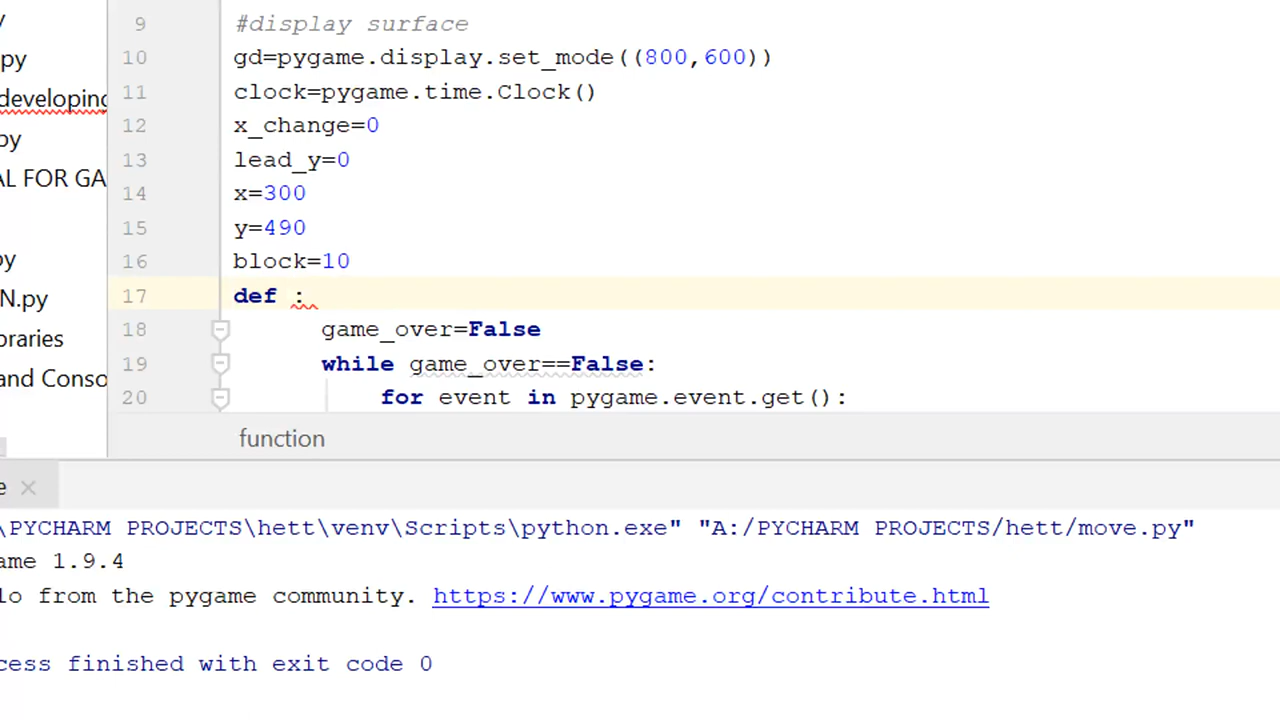 9 #display surface
py
10 gd=pygame.display.set_mode((800,600))
developing
11 clock=pygame.time.Clock()
12 x_change=0
py
13 lead_y=0
AL FOR GA
14 x=300
15 y=490
py
16 block=10
N.py
17 def :
18 game_over=False
braries
19 while game_over==False:
and Conso
20 for event in pygame.event.get():
function
e
\PYCHARM PROJECTS\hett\venv\Scripts\python.exe" "A:/PYCHARM PROJECTS/hett/move.py"
ame 1.9.4
lo from the pygame community. https://www.pygame.org/contribute.html
cess finished with exit code 0